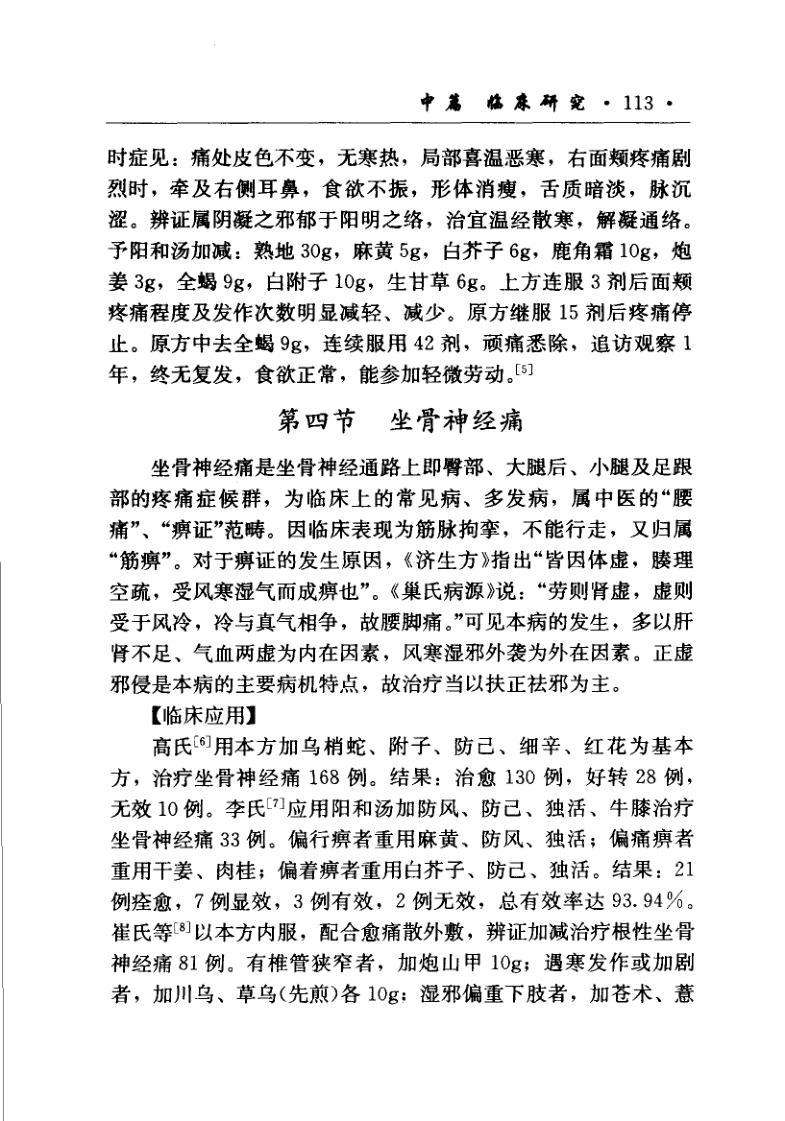 中篇 临床研究 · 113 ·
时症见：痛处皮色不变，无寒热，局部喜温恶寒，右面颊疼痛剧
烈时，牵及右侧耳鼻，食欲不振，形体消瘦，舌质暗淡，脉沉
涩。辨证属阴凝之邪郁于阳明之络，治宜温经散寒，解凝通络。
予阳和汤加减：熟地 30g，麻黄 5g，白芥子 6g，鹿角霜 10g，炮
姜 3g，全蝎 9g，白附子 10g，生甘草 6g。上方连服 3 剂后面颊
疼痛程度及发作次数明显减轻、减少。原方继服 15 剂后疼痛停
止。原方中去全蝎 9g，连续服用 42 剂，顽痛悉除，追访观察 1
年，终无复发，食欲正常，能参加轻微劳动。[5]
第四节 坐骨神经痛
坐骨神经痛是坐骨神经通路上即臀部、大腿后、小腿及足跟
部的疼痛症候群，为临床上的常见病、多发病，属中医的“腰
痛”、“痹证”范畴。因临床表现为筋脉拘挛，不能行走，又归属
“筋痹”。对于痹证的发生原因，《济生方》指出“皆因体虚，腠理
空疏，受风寒湿气而成痹也”。《巢氏病源》说：“劳则肾虚，虚则
受于风冷，冷与真气相争，故腰脚痛。”可见本病的发生，多以肝
肾不足、气血两虚为内在因素，风寒湿邪外袭为外在因素。正虚
邪侵是本病的主要病机特点，故治疗当以扶正祛邪为主。
【临床应用】
高氏[6]用本方加乌梢蛇、附子、防己、细辛、红花为基本
方，治疗坐骨神经痛 168 例。结果：治愈 130 例，好转 28 例，
无效 10 例。李氏[7]应用阳和汤加防风、防己、独活、牛膝治疗
坐骨神经痛 33 例。偏行痹者重用麻黄、防风、独活；偏痛痹者
重用干姜、肉桂；偏着痹者重用白芥子、防己、独活。结果：21
例痊愈，7 例显效，3 例有效，2 例无效，总有效率达 93.94%。
崔氏等[8]以本方内服，配合愈痛散外敷，辨证加减治疗根性坐骨
神经痛 81 例。有椎管狭窄者，加炮山甲 10g；遇寒发作或加剧
者，加川乌、草乌(先煎)各 10g；湿邪偏重下肢者，加苍术、薏